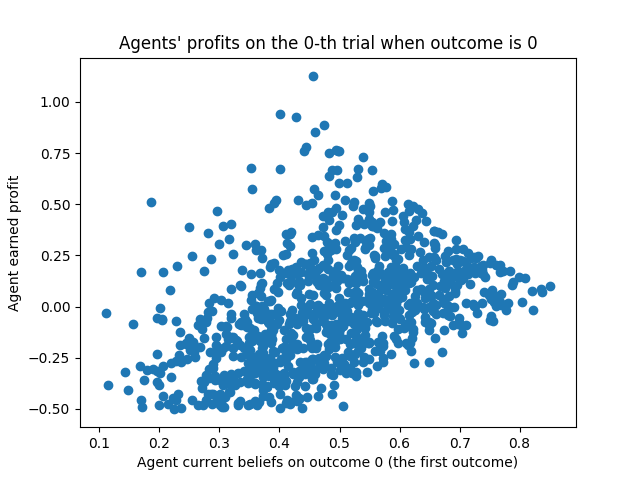 Agents' profits on the 0-th trial when outcome is 0
Agent earned profit
1.00
0.75
0.50
0.25
0.00
−0.25
−0.50
0.1 0.2 0.3 0.4 0.5 0.6 0.7 0.8
Agent current beliefs on outcome 0 (the first outcome)